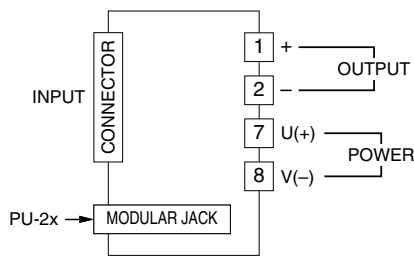 INPUT
CONNECTOR
1 +
2 –
OUTPUT
7 U(+)
8 V(–)
POWER
PU-2x
MODULAR JACK